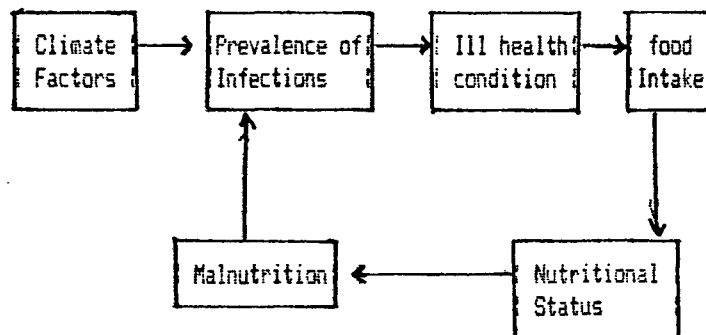 Climate
Factors
Prevalence of
Infections
Ill health
condition
food
Intake
Malnutrition
Nutritional
Status